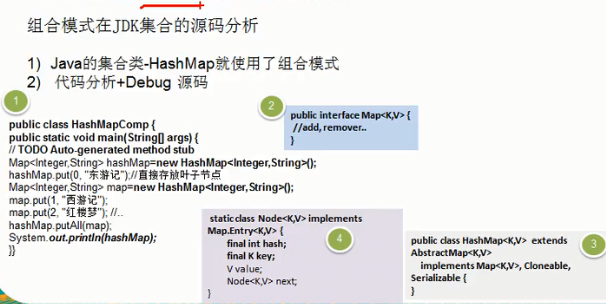 组合模式在JDK集合的源码分析
1) Java的集合类-HashMap就使用了组合模式
2) 代码分析+Debug 源码
1
public class HashMapComp {
public static void main(String[] args) {
// TODO Auto-generated method stub
Map<Integer,String> hashMap=new HashMap<Integer,String>();
hashMap.put(0, "东游记");//直接存放叶子节点
Map<Integer,String> map=new HashMap<Integer,String>();
map.put(1, "西游记");
map.put(2, "红楼梦"); //..
hashMap.putAll(map);
System.out.println(hashMap);
}}
2
public interface Map<K,V> {
//add, remover..
}
3
public class HashMap<K,V> extends
AbstractMap<K,V>
implements Map<K,V>, Cloneable,
Serializable {
}
4
static class Node<K,V> implements
Map.Entry<K,V> {
final int hash;
final K key;
V value;
Node<K,V> next;
}